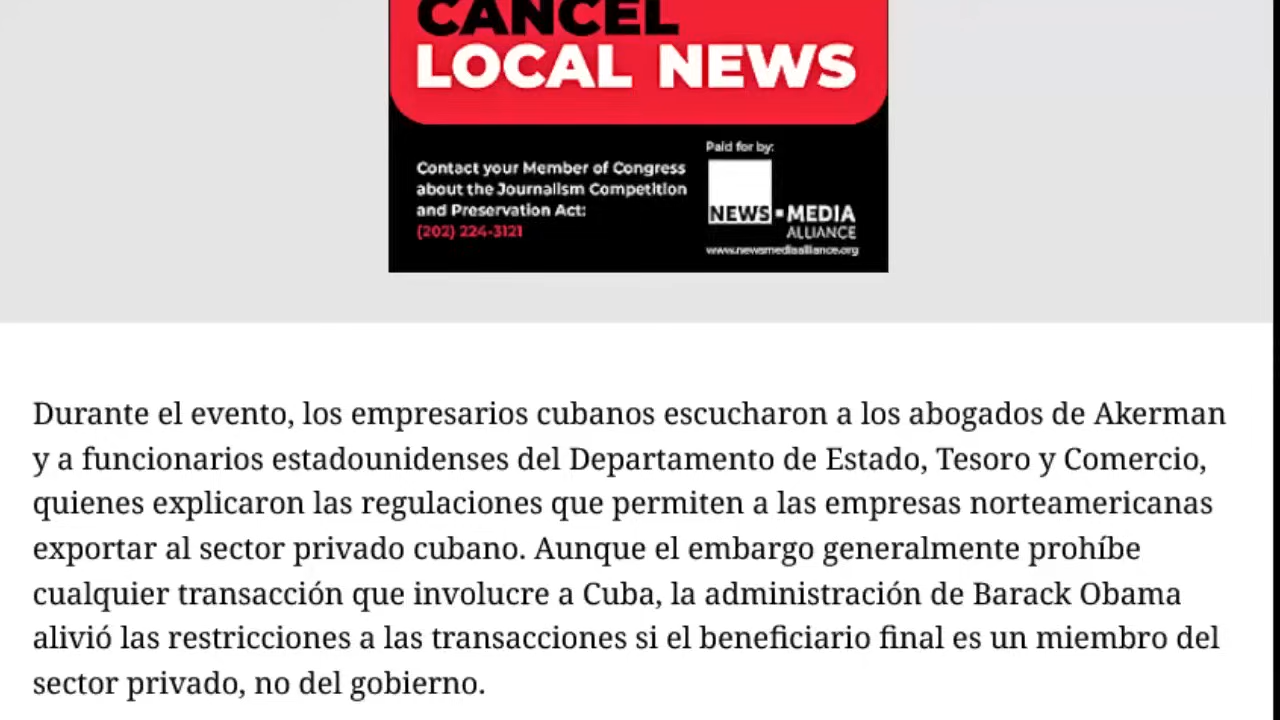 CANCEL
LOCAL NEWS
Paid for by:
Contact your Member of Congress
about the Journalism Competition
and Preservation Act:
(202) 224-3121
NEWS MEDIA
ALLIANCE
www.newsmediaalliance.org
Durante el evento, los empresarios cubanos escucharon a los abogados de Akerman
y a funcionarios estadounidenses del Departamento de Estado, Tesoro y Comercio,
quienes explicaron las regulaciones que permiten a las empresas norteamericanas
exportar al sector privado cubano. Aunque el embargo generalmente prohíbe
cualquier transacción que involucre a Cuba, la administración de Barack Obama
alivió las restricciones a las transacciones si el beneficiario final es un miembro del
sector privado, no del gobierno.